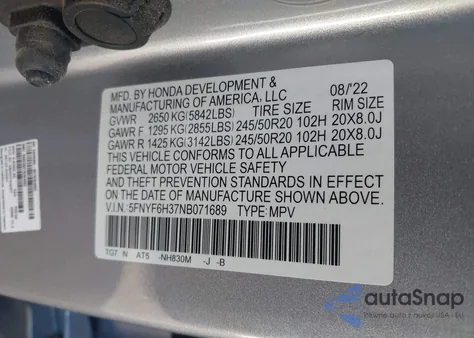 MFD. BY HONDA DEVELOPMENT &
MANUFACTURING OF AMERICA, LLC 08/'22
GVWR 2650 KG(5842LBS) TIRE SIZE RIM SIZE
GAWR F 1295 KG(2855LBS) 245/50R20 102H 20X8.0J
GAWR R 1425 KG(3142LBS) 245/50R20 102H 20X8.0J
THIS VEHICLE CONFORMS TO ALL APPLICABLE
FEDERAL MOTOR VEHICLE SAFETY
AND THEFT PREVENTION STANDARDS IN EFFECT
ON THE DATE OF MANUFACTURE SHOWN ABOVE.
V.I.N. 5FNYF6H37NB071689 TYPE: MPV
TG7 N AT5 -NH830M -J -B
autoSnap